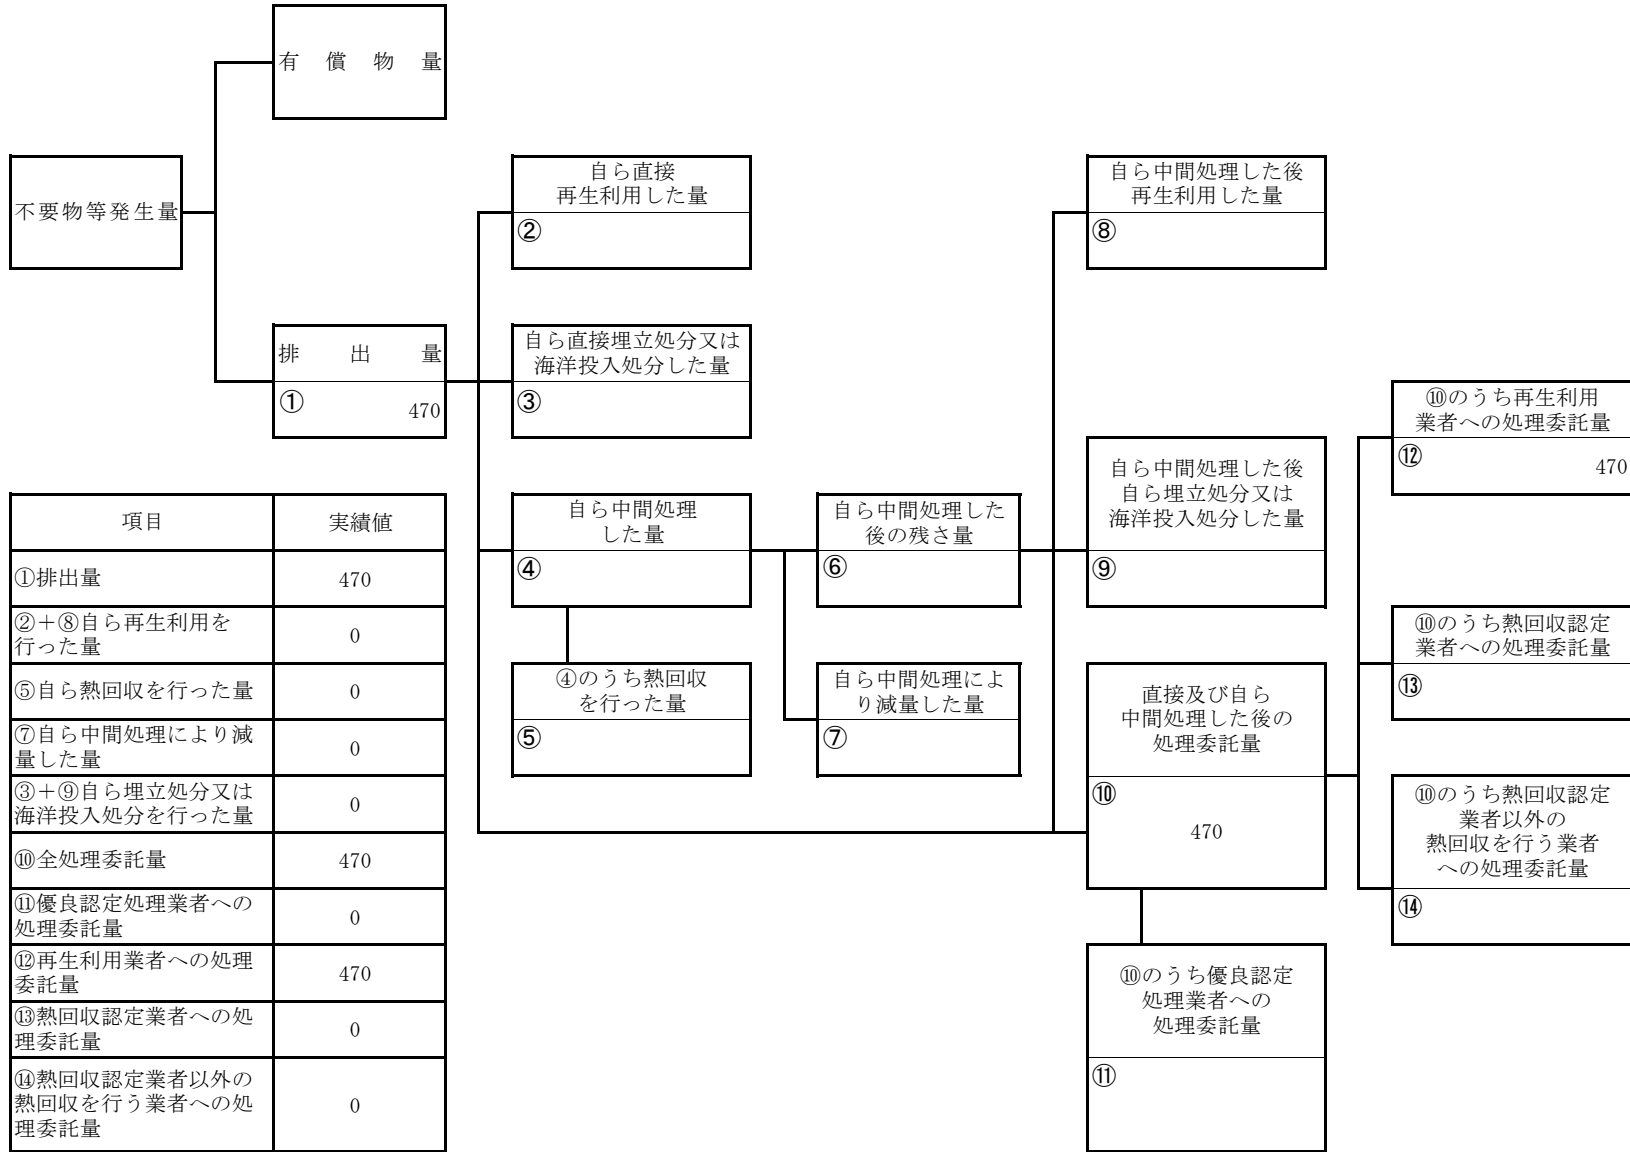 有償物量
不要物等発生量
排出量
①
470
自ら直接
再生利用した量
②
自ら直接埋立処分又は
海洋投入処分した量
③
自ら中間処理
した量
④
④のうち熱回収
を行った量
⑤
自ら中間処理した
後の残さ量
⑥
自ら中間処理によ
り減量した量
⑦
自ら中間処理した後
再生利用した量
⑧
自ら中間処理した後
自ら埋立処分又は
海洋投入処分した量
⑨
直接及び自ら
中間処理した後の
処理委託量
⑩
470
⑩のうち優良認定
処理業者への
処理委託量
⑪
⑩のうち再生利用
業者への処理委託量
⑫
470
⑩のうち熱回収認定
業者への処理委託量
⑬
⑩のうち熱回収認定
業者以外の
熱回収を行う業者
への処理委託量
⑭
項目 実績値
①排出量 470
②＋⑧自ら再生利用を
行った量 0
⑤自ら熱回収を行った量 0
⑦自ら中間処理により減
量した量 0
③＋⑨自ら埋立処分又は
海洋投入処分を行った量 0
⑩全処理委託量 470
⑪優良認定処理業者への
処理委託量 0
⑫再生利用業者への処理
委託量 470
⑬熱回収認定業者への処
理委託量 0
⑭熱回収認定業者以外の
熱回収を行う業者への処
理委託量 0